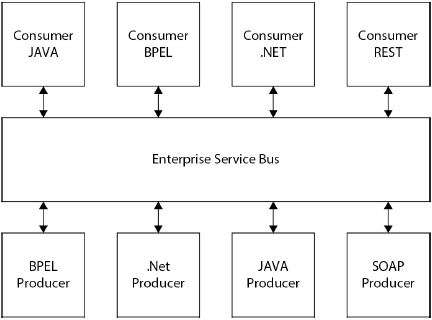 Consumer
JAVA
Consumer
BPEL
Consumer
.NET
Consumer
REST
Enterprise Service Bus
BPEL
Producer
.Net
Producer
JAVA
Producer
SOAP
Producer